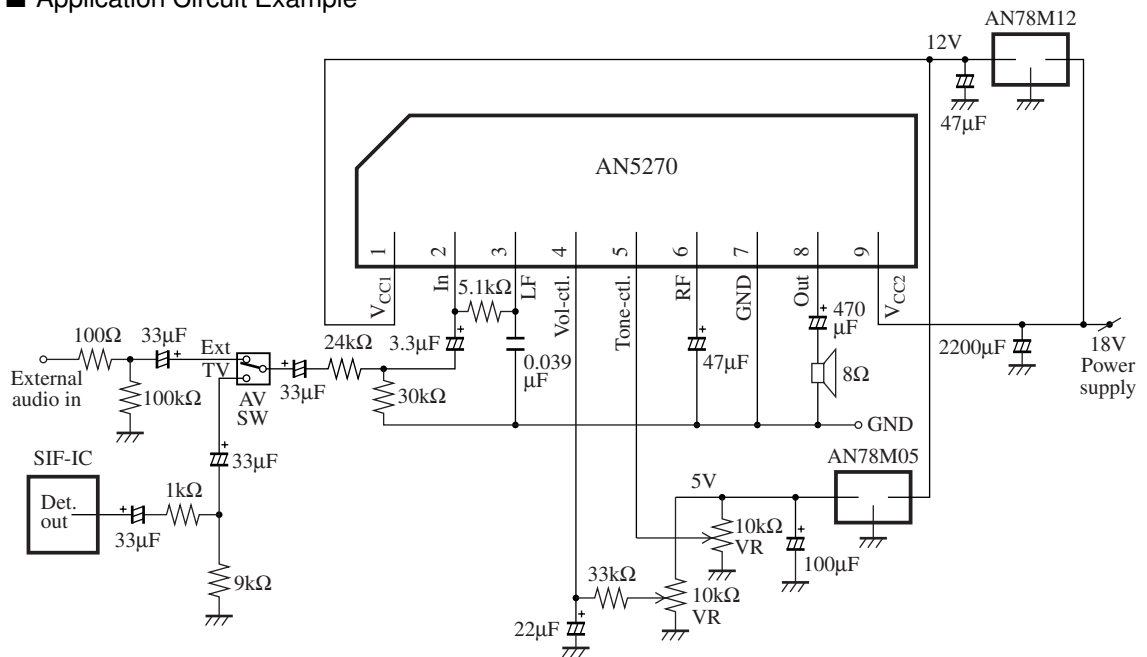 ■ Application Circuit Example
AN78M12
12V
47µF
AN5270
1
2
3
4
5
6
7
8
9
VCC1
In
5.1kΩ
LF
Vol-ctl.
Tone-ctl.
RF
GND
Out
470
µF
VCC2
2200µF
18V
Power
supply
100Ω
33µF
Ext
TV
24kΩ
3.3µF
0.039
µF
47µF
8Ω
External
audio in
100kΩ
AV
SW
33µF
30kΩ
GND
SIF-IC
33µF
AN78M05
Det.
out
1kΩ
33µF
5V
10kΩ
VR
100µF
9kΩ
33kΩ
10kΩ
VR
22µF